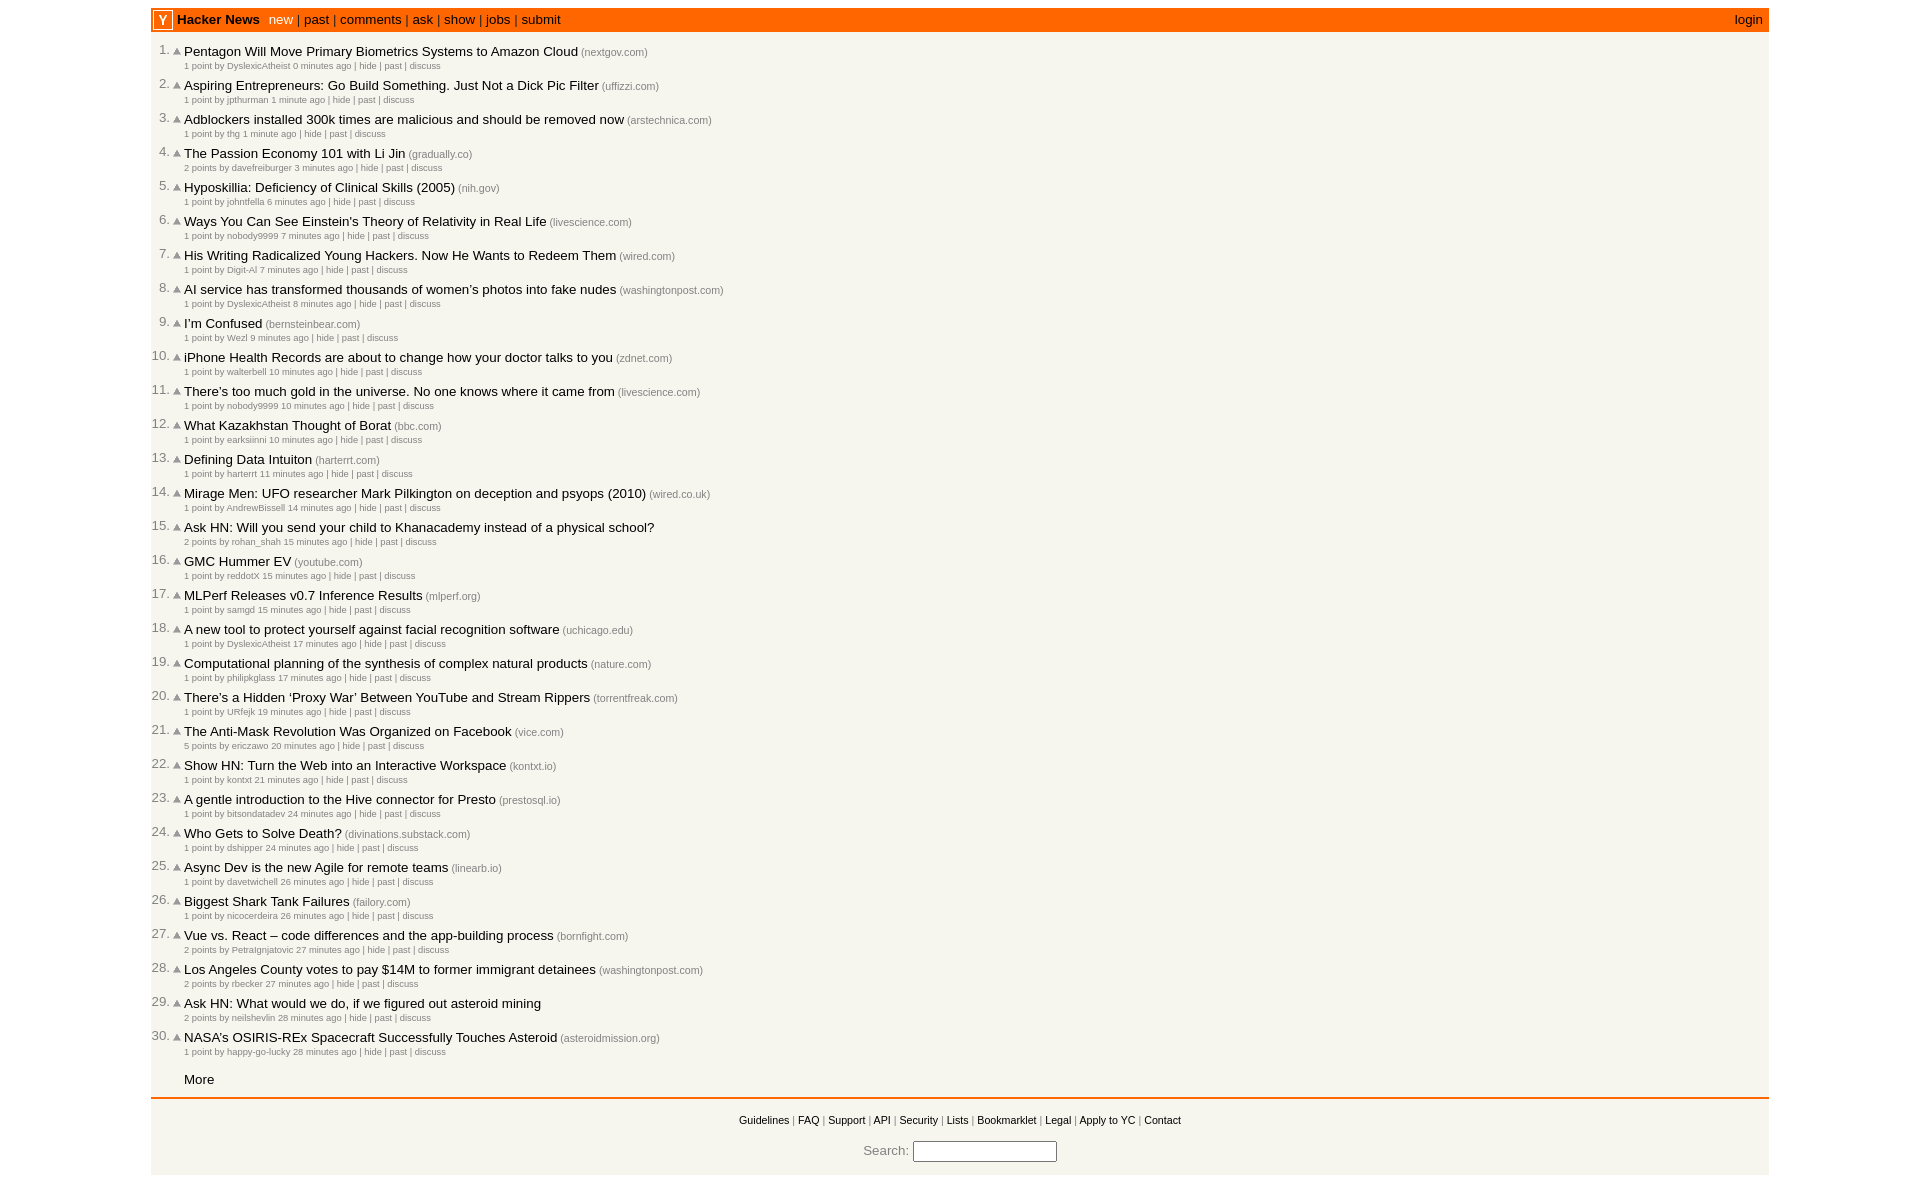 Y Hacker News new | past | comments | ask | show | jobs | submit login
1. Pentagon Will Move Primary Biometrics Systems to Amazon Cloud (nextgov.com)
1 point by DyslexicAtheist 0 minutes ago | hide | past | discuss
2. Aspiring Entrepreneurs: Go Build Something. Just Not a Dick Pic Filter (uffizzi.com)
1 point by jpthurman 1 minute ago | hide | past | discuss
3. Adblockers installed 300k times are malicious and should be removed now (arstechnica.com)
1 point by thg 1 minute ago | hide | past | discuss
4. The Passion Economy 101 with Li Jin (gradually.co)
2 points by davefreiburger 3 minutes ago | hide | past | discuss
5. Hyposkillia: Deficiency of Clinical Skills (2005) (nih.gov)
1 point by johntfella 6 minutes ago | hide | past | discuss
6. Ways You Can See Einstein's Theory of Relativity in Real Life (livescience.com)
1 point by nobody9999 7 minutes ago | hide | past | discuss
7. His Writing Radicalized Young Hackers. Now He Wants to Redeem Them (wired.com)
1 point by Digit-Al 7 minutes ago | hide | past | discuss
8. AI service has transformed thousands of women’s photos into fake nudes (washingtonpost.com)
1 point by DyslexicAtheist 8 minutes ago | hide | past | discuss
9. I’m Confused (bernsteinbear.com)
1 point by Wezl 9 minutes ago | hide | past | discuss
10. iPhone Health Records are about to change how your doctor talks to you (zdnet.com)
1 point by walterbell 10 minutes ago | hide | past | discuss
11. There’s too much gold in the universe. No one knows where it came from (livescience.com)
1 point by nobody9999 10 minutes ago | hide | past | discuss
12. What Kazakhstan Thought of Borat (bbc.com)
1 point by earksiinni 10 minutes ago | hide | past | discuss
13. Defining Data Intuiton (harterrt.com)
1 point by harterrt 11 minutes ago | hide | past | discuss
14. Mirage Men: UFO researcher Mark Pilkington on deception and psyops (2010) (wired.co.uk)
1 point by AndrewBissell 14 minutes ago | hide | past | discuss
15. Ask HN: Will you send your child to Khanacademy instead of a physical school?
2 points by rohan_shah 15 minutes ago | hide | past | discuss
16. GMC Hummer EV (youtube.com)
1 point by reddotX 15 minutes ago | hide | past | discuss
17. MLPerf Releases v0.7 Inference Results (mlperf.org)
1 point by samgd 15 minutes ago | hide | past | discuss
18. A new tool to protect yourself against facial recognition software (uchicago.edu)
1 point by DyslexicAtheist 17 minutes ago | hide | past | discuss
19. Computational planning of the synthesis of complex natural products (nature.com)
1 point by philipkglass 17 minutes ago | hide | past | discuss
20. There’s a Hidden ‘Proxy War’ Between YouTube and Stream Rippers (torrentfreak.com)
1 point by URfejk 19 minutes ago | hide | past | discuss
21. The Anti-Mask Revolution Was Organized on Facebook (vice.com)
5 points by ericzawo 20 minutes ago | hide | past | discuss
22. Show HN: Turn the Web into an Interactive Workspace (kontxt.io)
1 point by kontxt 21 minutes ago | hide | past | discuss
23. A gentle introduction to the Hive connector for Presto (prestosql.io)
1 point by bitsondatadev 24 minutes ago | hide | past | discuss
24. Who Gets to Solve Death? (divinations.substack.com)
1 point by dshipper 24 minutes ago | hide | past | discuss
25. Async Dev is the new Agile for remote teams (linearb.io)
1 point by davetwichell 26 minutes ago | hide | past | discuss
26. Biggest Shark Tank Failures (failory.com)
1 point by nicocerdeira 26 minutes ago | hide | past | discuss
27. Vue vs. React – code differences and the app-building process (bornfight.com)
2 points by PetraIgnjatovic 27 minutes ago | hide | past | discuss
28. Los Angeles County votes to pay $14M to former immigrant detainees (washingtonpost.com)
2 points by rbecker 27 minutes ago | hide | past | discuss
29. Ask HN: What would we do, if we figured out asteroid mining
2 points by neilshevlin 28 minutes ago | hide | past | discuss
30. NASA’s OSIRIS-REx Spacecraft Successfully Touches Asteroid (asteroidmission.org)
1 point by happy-go-lucky 28 minutes ago | hide | past | discuss
More
Guidelines | FAQ | Support | API | Security | Lists | Bookmarklet | Legal | Apply to YC | Contact
Search: